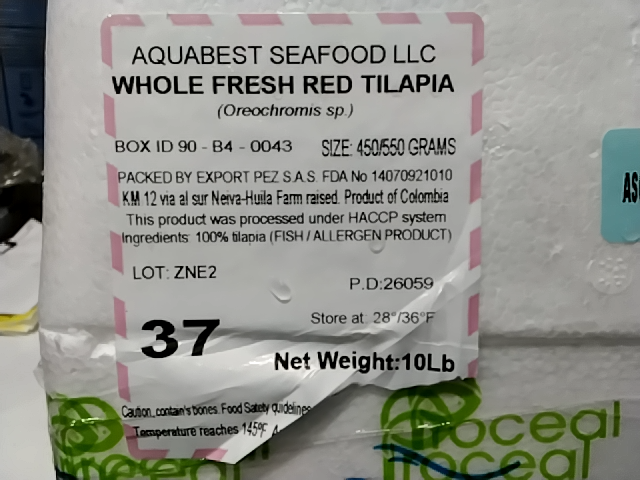 AQUABEST SEAFOOD LLC
WHOLE FRESH RED TILAPIA
(Oreochromis sp.)
BOX ID 90 - B4 - 0043 SIZE: 450/550 GRAMS
PACKED BY EXPORT PEZ S.A.S. FDA No 14070921010
KM 12 via al sur Neiva-Huila Farm raised. Product of Colombia
This product was processed under HACCP system
Ingredients: 100% tilapia (FISH / ALLERGEN PRODUCT)
LOT: ZNE2
P.D:26059
37
Store at: 28°/36°F
Net Weight:10Lb
Caution, contain's bones. Food Safety guidelines
Temperature reaches 145°F
AS
roceal
roceal